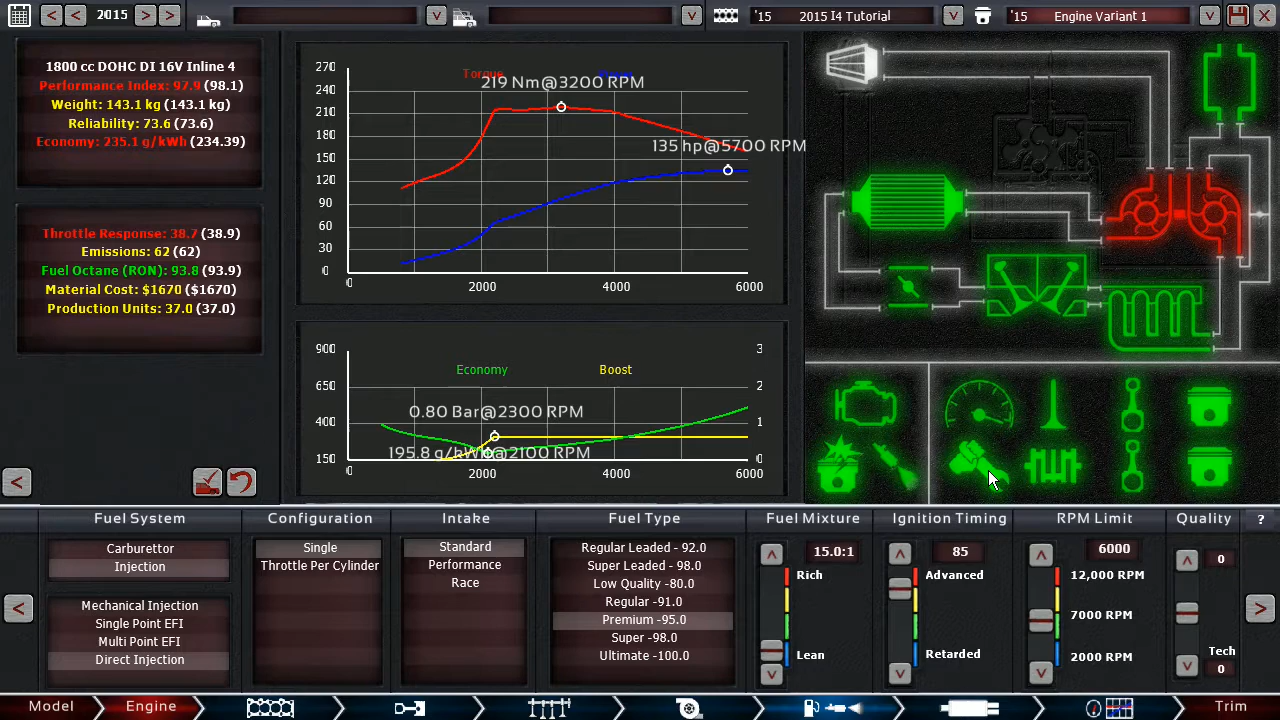 2015
'15 2015 I4 Tutorial
'15 Engine Variant 1
1800 cc DOHC DI 16V Inline 4
Performance Index: 97.9 (98.1)
Weight: 143.1 kg (143.1 kg)
Reliability: 73.6 (73.6)
Economy: 235.1 g/kWh (234.39)
Throttle Response: 38.7 (38.9)
Emissions: 62 (62)
Fuel Octane (RON): 93.8 (93.9)
Material Cost: $1670 ($1670)
Production Units: 37.0 (37.0)
270
240
210
180
150
120
90
60
30
0
0 2000 4000 6000
219 Nm@3200 RPM
135 hp@5700 RPM
900
650
400
150
3
2
1
0
Economy Boost
0.80 Bar@2300 RPM
195.8 g/kWh@2100 RPM
0 2000 4000 6000
Fuel System
Carburettor
Injection
Mechanical Injection
Single Point EFI
Multi Point EFI
Direct Injection
Configuration
Single
Throttle Per Cylinder
Intake
Standard
Performance
Race
Fuel Type
Regular Leaded - 92.0
Super Leaded - 98.0
Low Quality -80.0
Regular -91.0
Premium -95.0
Super -98.0
Ultimate -100.0
Fuel Mixture
15.0:1
Rich
Lean
Ignition Timing
85
Advanced
Retarded
RPM Limit
6000
12,000 RPM
7000 RPM
2000 RPM
Quality
0
Tech
0
?
Model Engine Trim